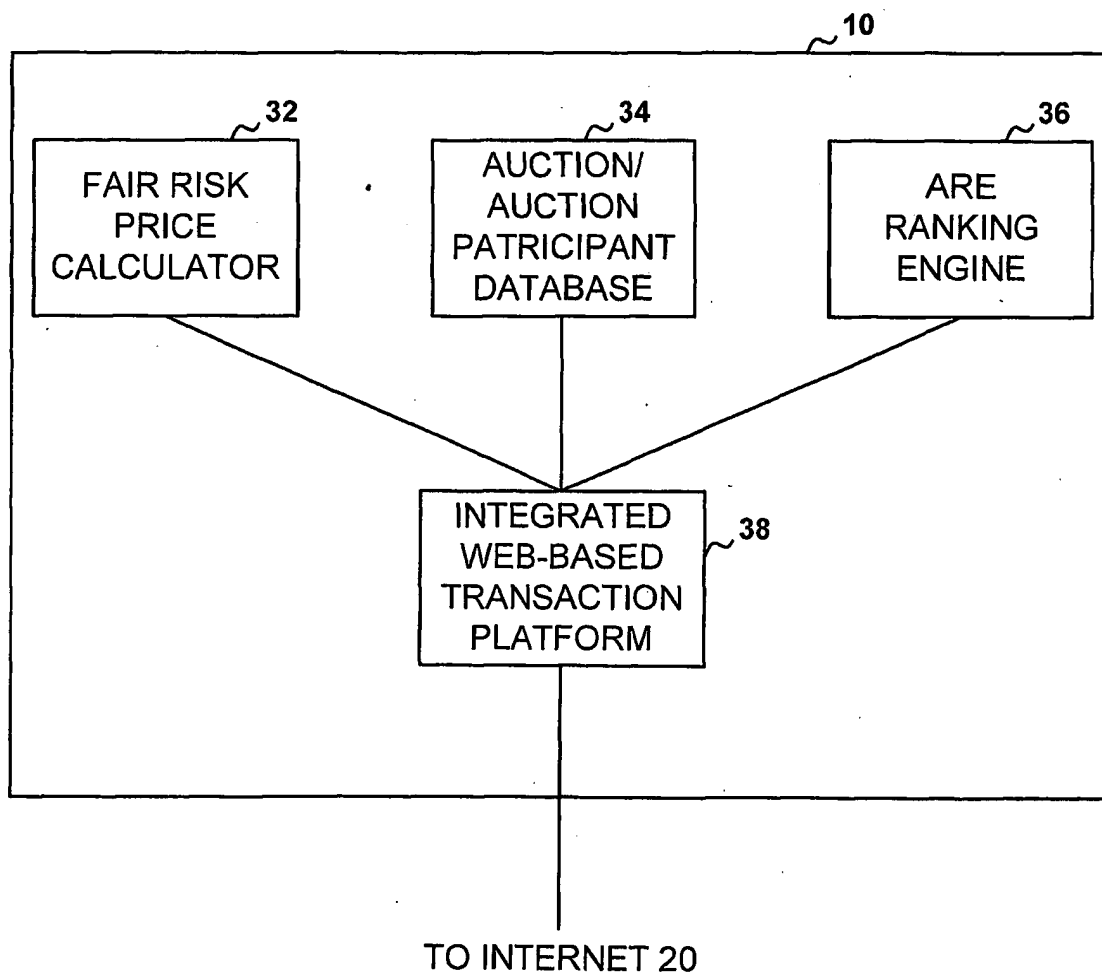 10
32
34
36
FAIR RISK
PRICE
CALCULATOR
AUCTION/
AUCTION
PATRICIPANT
DATABASE
ARE
RANKING
ENGINE
38
INTEGRATED
WEB-BASED
TRANSACTION
PLATFORM
TO INTERNET 20